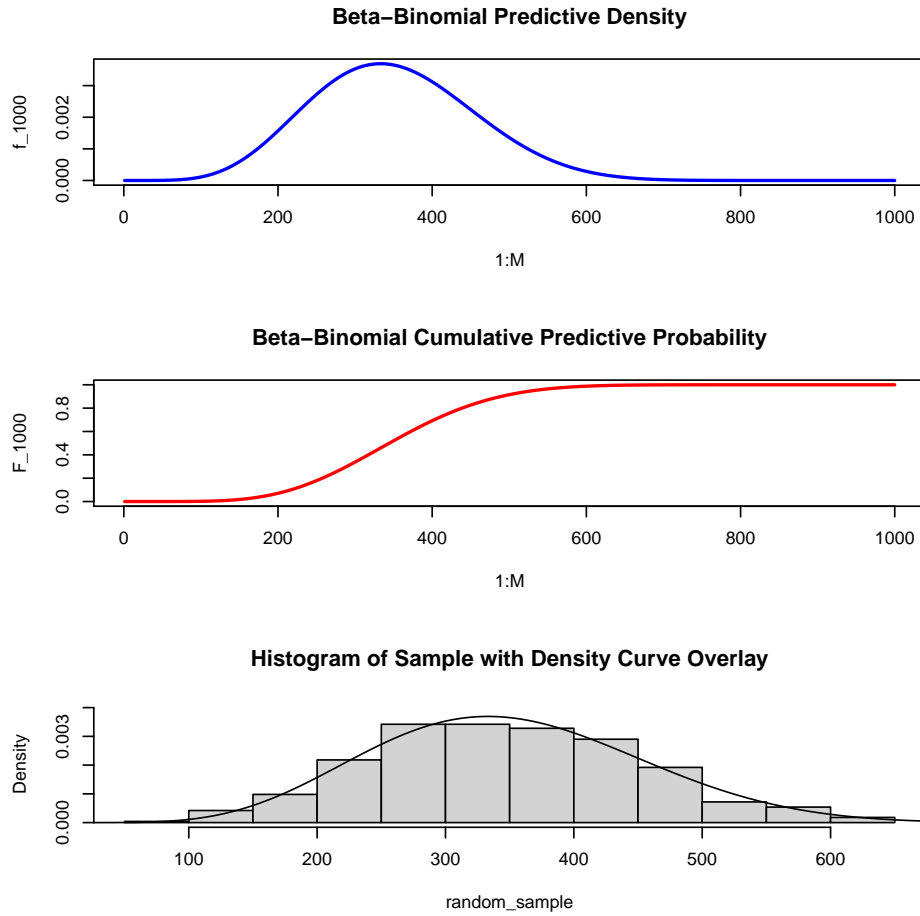 Beta−Binomial Predictive Density
f_1000
0.000 0.002
0 200 400 600 800 1000
1:M
Beta−Binomial Cumulative Predictive Probability
F_1000
0.0 0.4 0.8
0 200 400 600 800 1000
1:M
Histogram of Sample with Density Curve Overlay
Density
0.000 0.003
100 200 300 400 500 600
random_sample